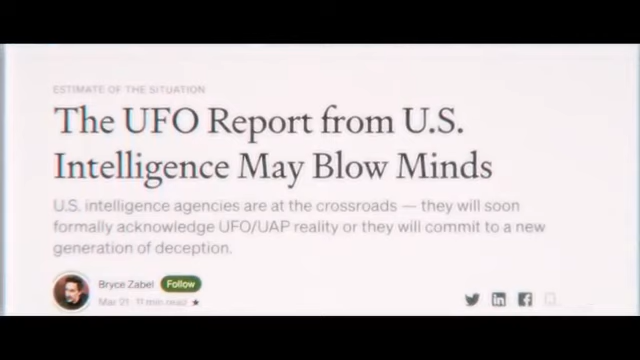 ESTIMATE OF THE SITUATION
The UFO Report from U.S.
Intelligence May Blow Minds
U.S. intelligence agencies are at the crossroads — they will soon
formally acknowledge UFO/UAP reality or they will commit to a new
generation of deception.
Bryce Zabel Follow
Mar 21 · 11 min read